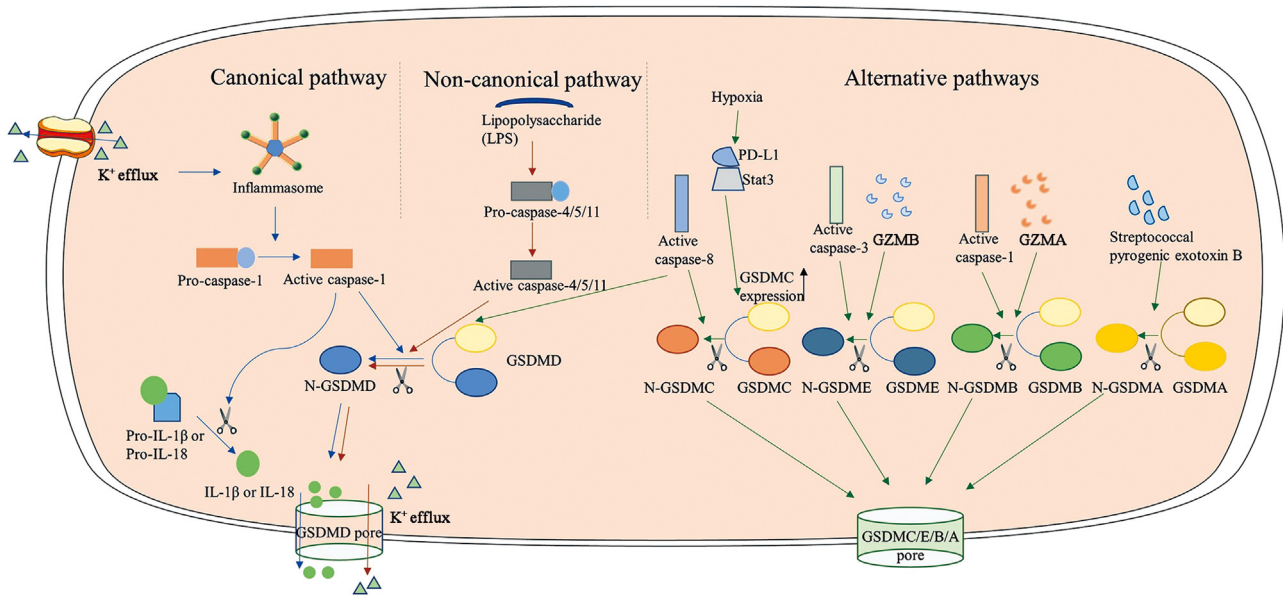 Canonical pathway
Non-canonical pathway
Alternative pathways
K⁺ efflux
Inflammasome
Pro-caspase-1
Active caspase-1
Lipopolysaccharide
(LPS)
Pro-caspase-4/5/11
Active caspase-4/5/11
Hypoxia
PD-L1
Stat3
Active
caspase-8
GSDMC
expression
Active
caspase-3
GZMB
Active
caspase-1
GZMA
Streptococcal
pyrogenic exotoxin B
N-GSDMD
GSDMD
N-GSDMC
GSDMC
N-GSDME
GSDME
N-GSDMB
GSDMB
N-GSDMA
GSDMA
Pro-IL-1β or
Pro-IL-18
IL-1β or IL-18
K⁺ efflux
GSDMD pore
GSDMC/E/B/A
pore